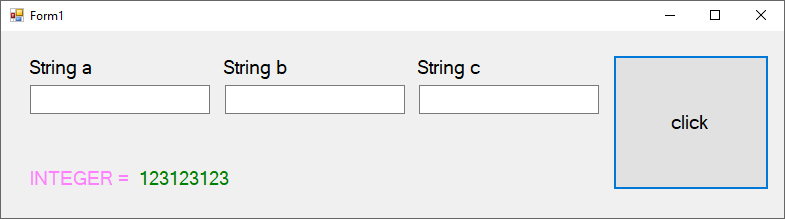 Form1
String a String b String c
click
INTEGER = 123123123